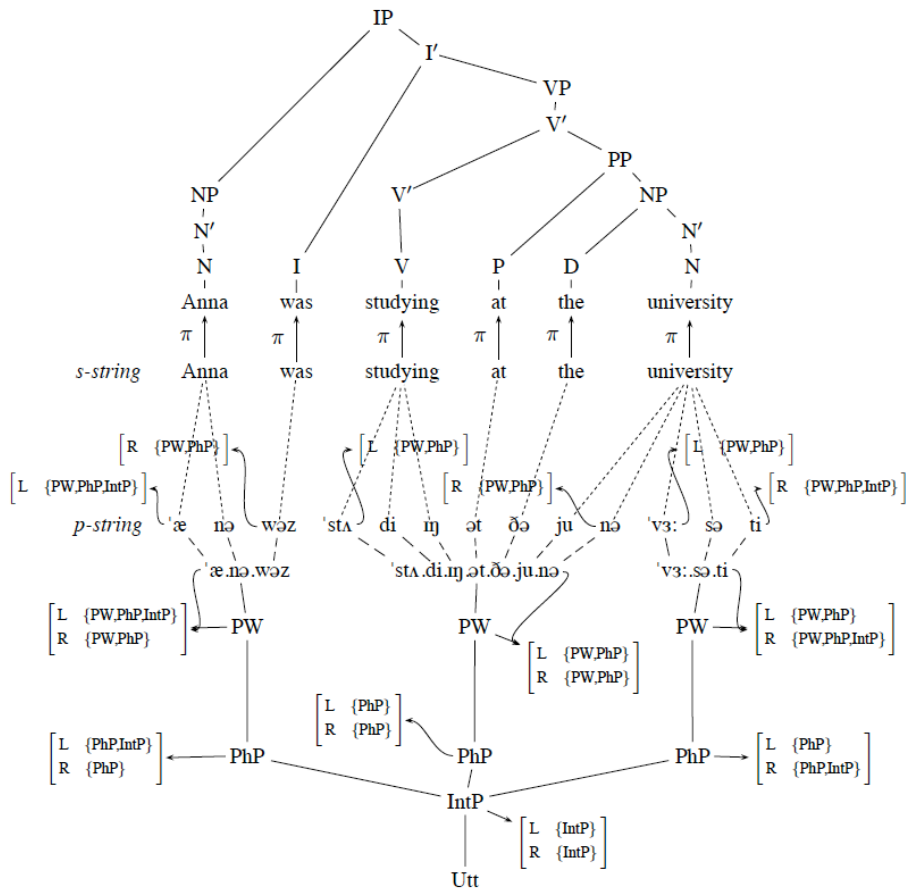 IP
I′
VP
V′
PP
NP V′ NP
N′ N′
N I V P D N
Anna was studying at the university
π π π π π π
s-string Anna was studying at the university
[R {PW,PhP}] [L {PW,PhP}] [L {PW,PhP}]
[L {PW,PhP,IntP}] [R {PW,PhP}] [R {PW,PhP,IntP}]
p-string ˈæ nə wəz ˈstʌ di ɪŋ ət ðə ju nə ˈvɜː sə ti
ˈæ.nə.wəz ˈstʌ.di.ɪŋ.ət.ðə.ju.nə ˈvɜː.sə.ti
[L {PW,PhP,IntP} PW PW PW [L {PW,PhP}
R {PW,PhP}] R {PW,PhP,IntP}]
[L {PW,PhP}
R {PW,PhP}]
[L {PhP}
R {PhP}]
[L {PhP,IntP} PhP PhP PhP [L {PhP}
R {PhP}] R {PhP,IntP}]
IntP
[L {IntP}
R {IntP}]
Utt